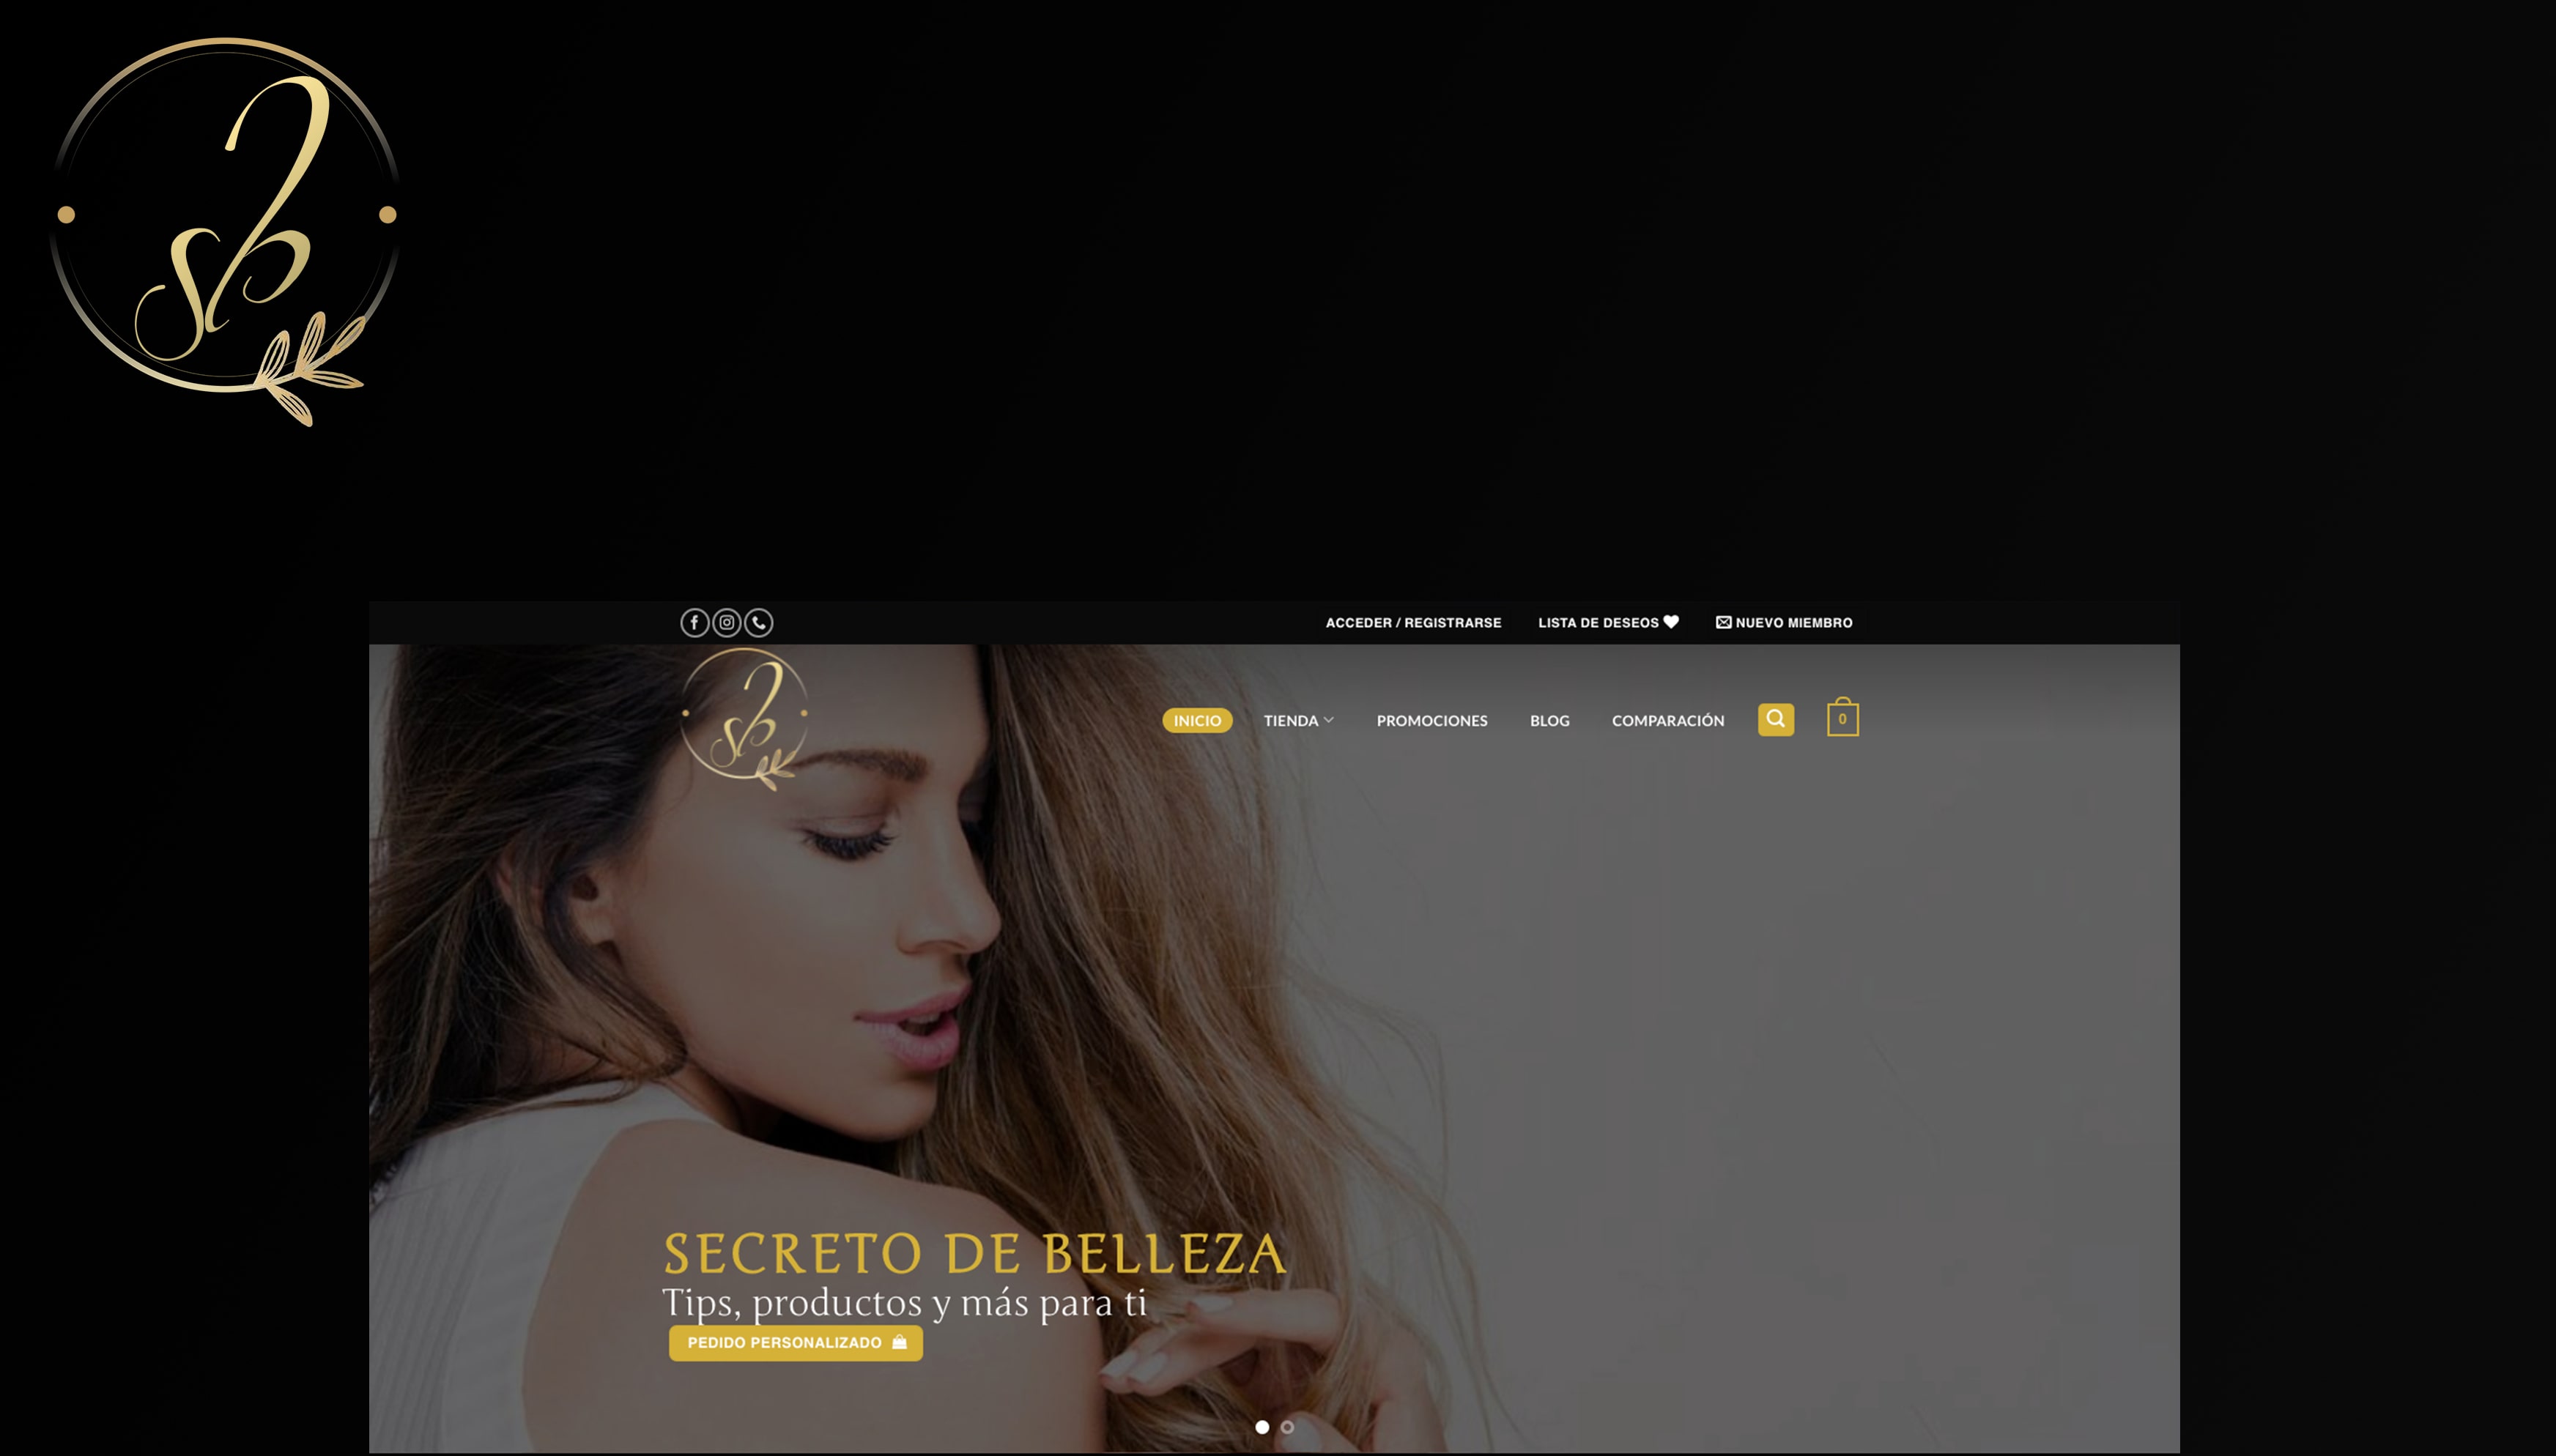 sb
ACCEDER / REGISTRARSE
LISTA DE DESEOS
NUEVO MIEMBRO
sb
INICIO
TIENDA
PROMOCIONES
BLOG
COMPARACIÓN
0
SECRETO DE BELLEZA
Tips, productos y más para ti
PEDIDO PERSONALIZADO